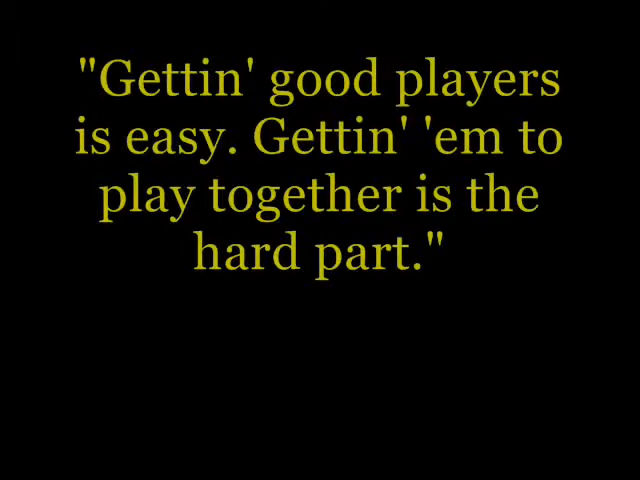 "Gettin' good players
is easy. Gettin' 'em to
play together is the
hard part."